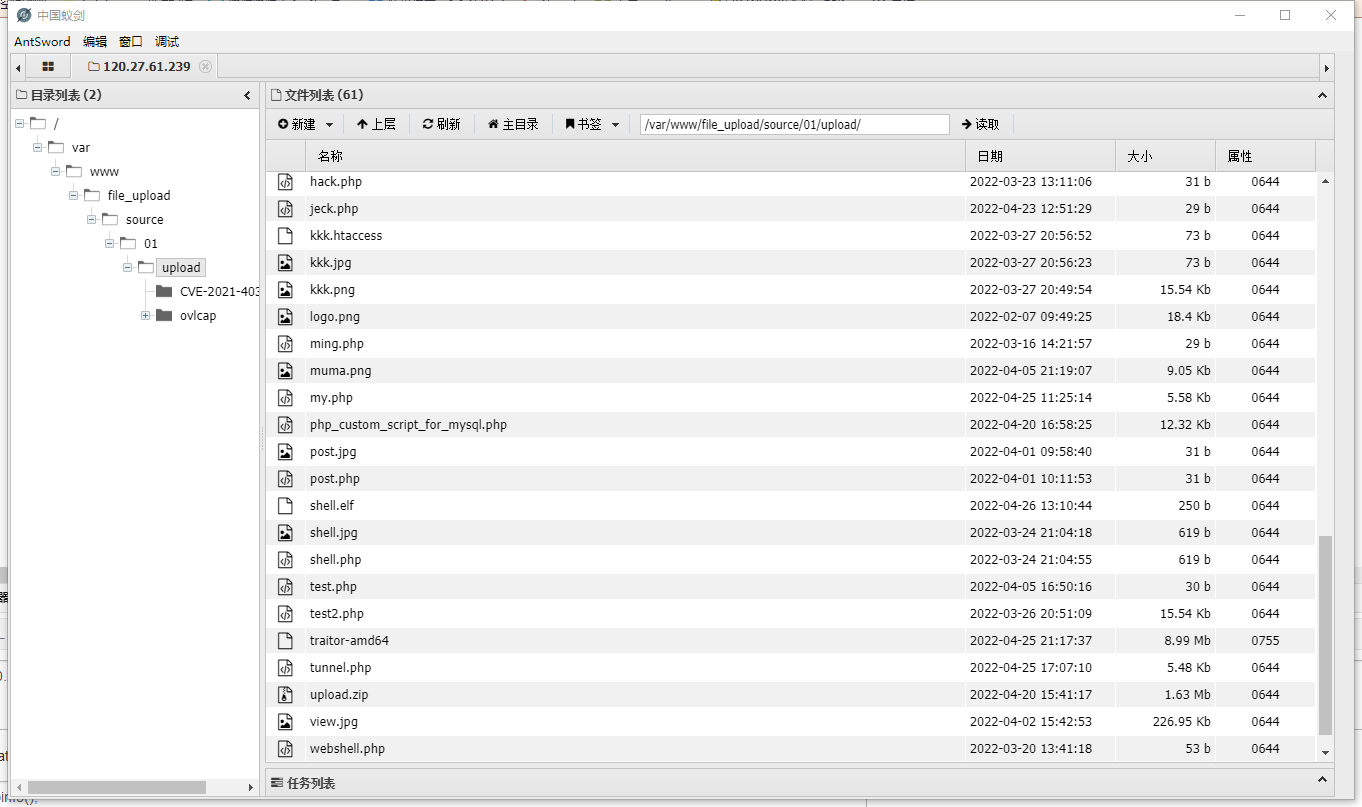 中国蚁剑
AntSword 编辑 窗口 调试
120.27.61.239
目录列表 (2)
文件列表 (61)
新建 上层 刷新 主目录 书签 /var/www/file_upload/source/01/upload/ 读取
名称 日期 大小 属性
/
var
www
file_upload
source
01
upload
CVE-2021-403
ovlcap
hack.php 2022-03-23 13:11:06 31 b 0644
jeck.php 2022-04-23 12:51:29 29 b 0644
kkk.htaccess 2022-03-27 20:56:52 73 b 0644
kkk.jpg 2022-03-27 20:56:23 73 b 0644
kkk.png 2022-03-27 20:49:54 15.54 Kb 0644
logo.png 2022-02-07 09:49:25 18.4 Kb 0644
ming.php 2022-03-16 14:21:57 29 b 0644
muma.png 2022-04-05 21:19:07 9.05 Kb 0644
my.php 2022-04-25 11:25:14 5.58 Kb 0644
php_custom_script_for_mysql.php 2022-04-20 16:58:25 12.32 Kb 0644
post.jpg 2022-04-01 09:58:40 31 b 0644
post.php 2022-04-01 10:11:53 31 b 0644
shell.elf 2022-04-26 13:10:44 250 b 0644
shell.jpg 2022-03-24 21:04:18 619 b 0644
shell.php 2022-03-24 21:04:55 619 b 0644
test.php 2022-04-05 16:50:16 30 b 0644
test2.php 2022-03-26 20:51:09 15.54 Kb 0644
traitor-amd64 2022-04-25 21:17:37 8.99 Mb 0755
tunnel.php 2022-04-25 17:07:10 5.48 Kb 0644
upload.zip 2022-04-20 15:41:17 1.63 Mb 0644
view.jpg 2022-04-02 15:42:53 226.95 Kb 0644
webshell.php 2022-03-20 13:41:18 53 b 0644
任务列表